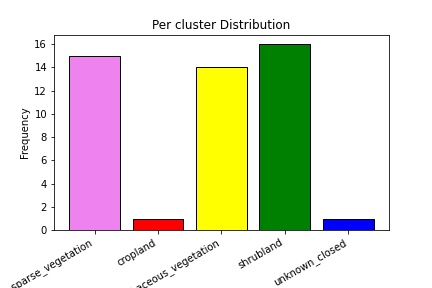 Per cluster Distribution
Frequency
16
14
12
10
8
6
4
2
0
sparse_vegetation
cropland
aceous_vegetation
shrubland
unknown_closed